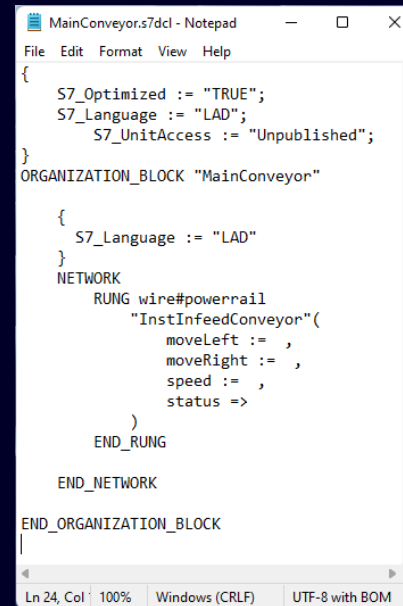 MainConveyor.s7dcl - Notepad
File Edit Format View Help
{
    S7_Optimized := "TRUE";
    S7_Language := "LAD";
        S7_UnitAccess := "Unpublished";
}
ORGANIZATION_BLOCK "MainConveyor"

    {
      S7_Language := "LAD"
    }
    NETWORK
        RUNG wire#powerrail
            "InstInfeedConveyor"(
                moveLeft :=  ,
                moveRight :=  ,
                speed :=  ,
                status =>
            )
        END_RUNG

    END_NETWORK

END_ORGANIZATION_BLOCK
Ln 24, Col 100% Windows (CRLF) UTF-8 with BOM